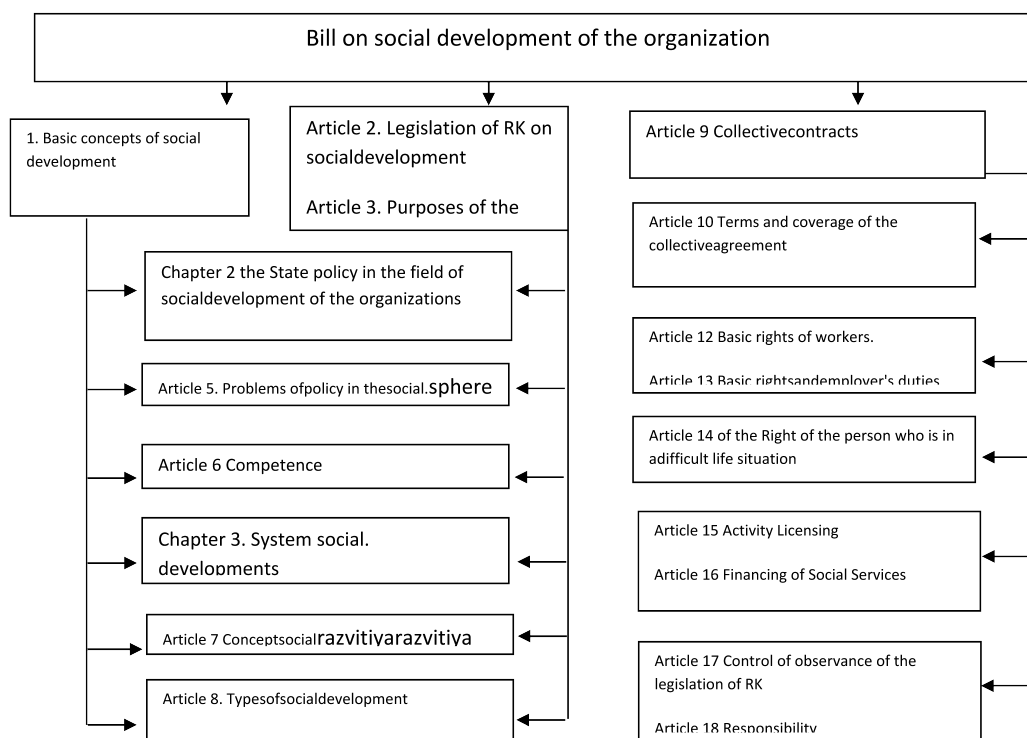 Bill on social development of the organization
1. Basic concepts of social
development
Article 2. Legislation of RK on
socialdevelopment
Article 3. Purposes of the
Chapter 2 the State policy in the field of
socialdevelopment of the organizations
Article 5. Problems ofpolicy in thesocial.sphere
Article 6 Competence
Chapter 3. System social.
developments
Article 7 Conceptsocialrazvitiyarazvitiya
Article 8. Typesofsocialdevelopment
Article 9 Collectivecontracts
Article 10 Terms and coverage of the
collectiveagreement
Article 12 Basic rights of workers.
Article 13 Basic rightsandemployer's duties
Article 14 of the Right of the person who is in
adifficult life situation
Article 15 Activity Licensing
Article 16 Financing of Social Services
Article 17 Control of observance of the
legislation of RK
Article 18 Responsibility